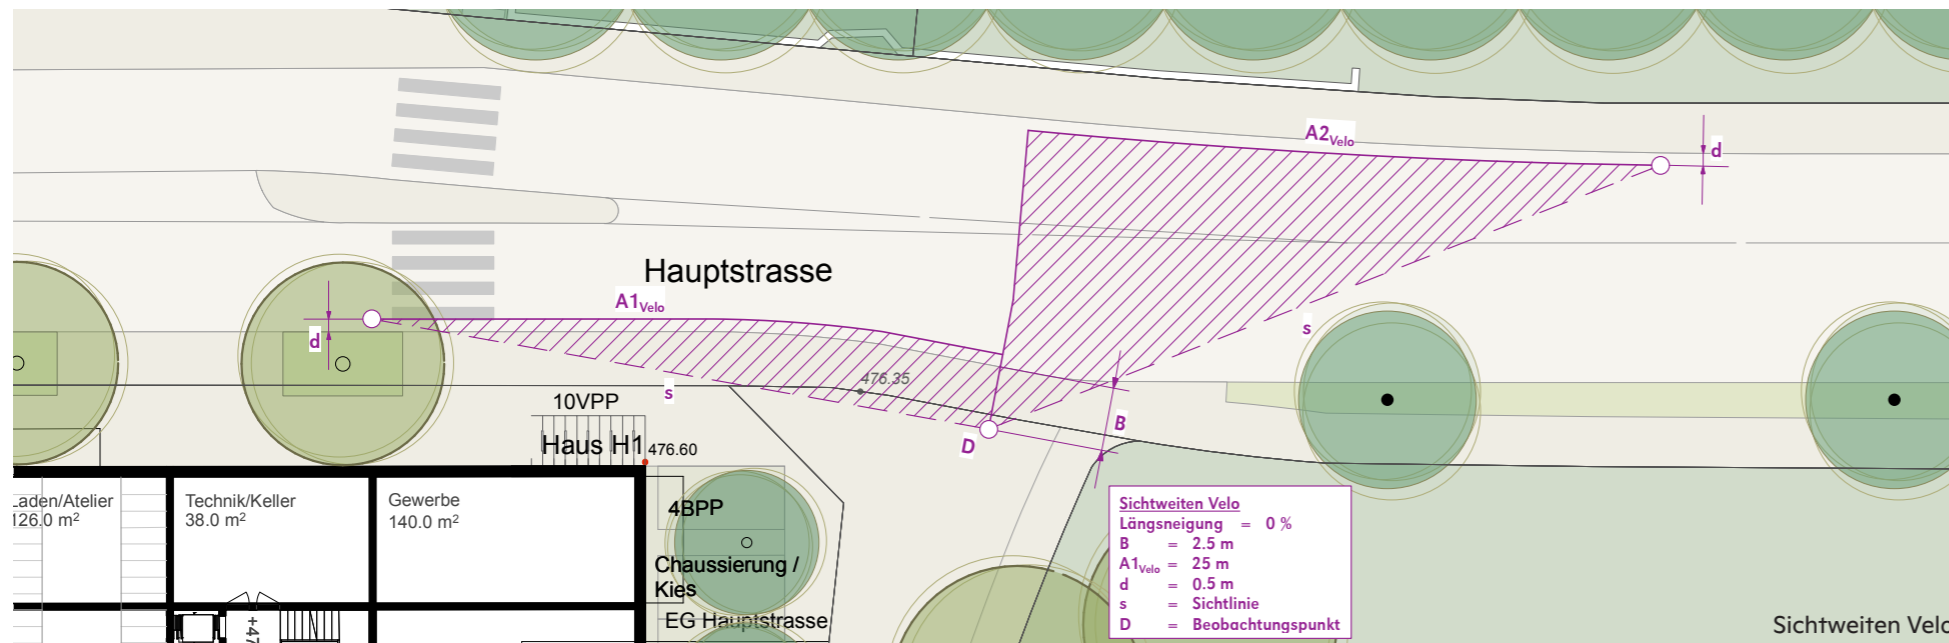 A2Velo
d
Hauptstrasse
A1Velo
d
s
s
476.35
10VPP
B
Haus H1
476.60
D
Laden/Atelier
126.0 m²
Technik/Keller
38.0 m²
Gewerbe
140.0 m²
4BPP
Chaussierung /
Kies
EG Hauptstrasse
+47
Sichtweiten Velo
Längsneigung = 0 %
B = 2.5 m
A1Velo = 25 m
d = 0.5 m
s = Sichtlinie
D = Beobachtungspunkt
Sichtweiten Velo